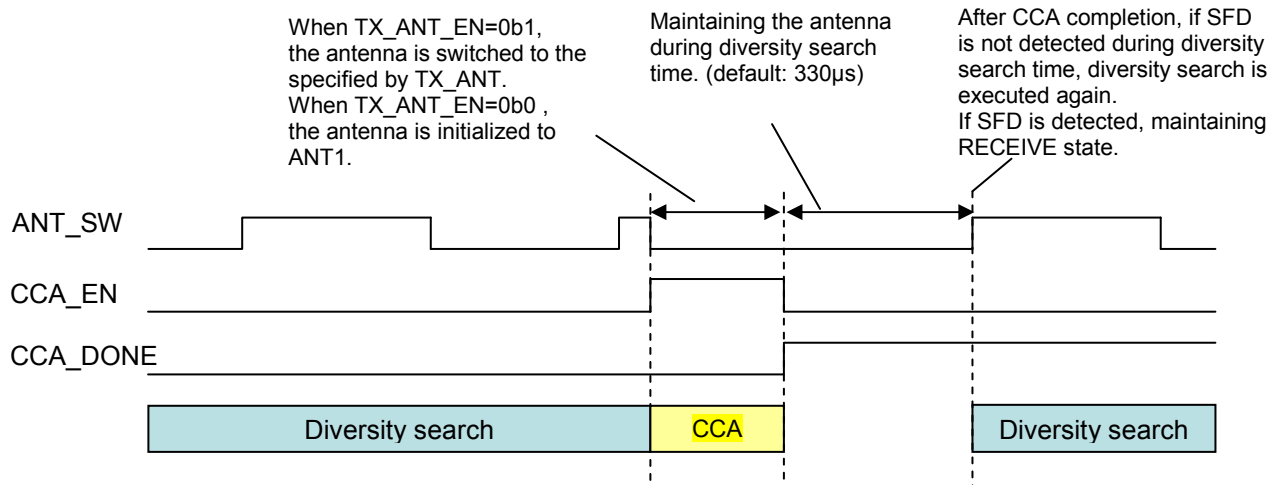 When TX_ANT_EN=0b1,
the antenna is switched to the
specified by TX_ANT.
When TX_ANT_EN=0b0 ,
the antenna is initialized to
ANT1.
Maintaining the antenna
during diversity search
time. (default: 330μs)
After CCA completion, if SFD
is not detected during diversity
search time, diversity search is
executed again.
If SFD is detected, maintaining
RECEIVE state.
ANT_SW
CCA_EN
CCA_DONE
Diversity search
CCA
Diversity search